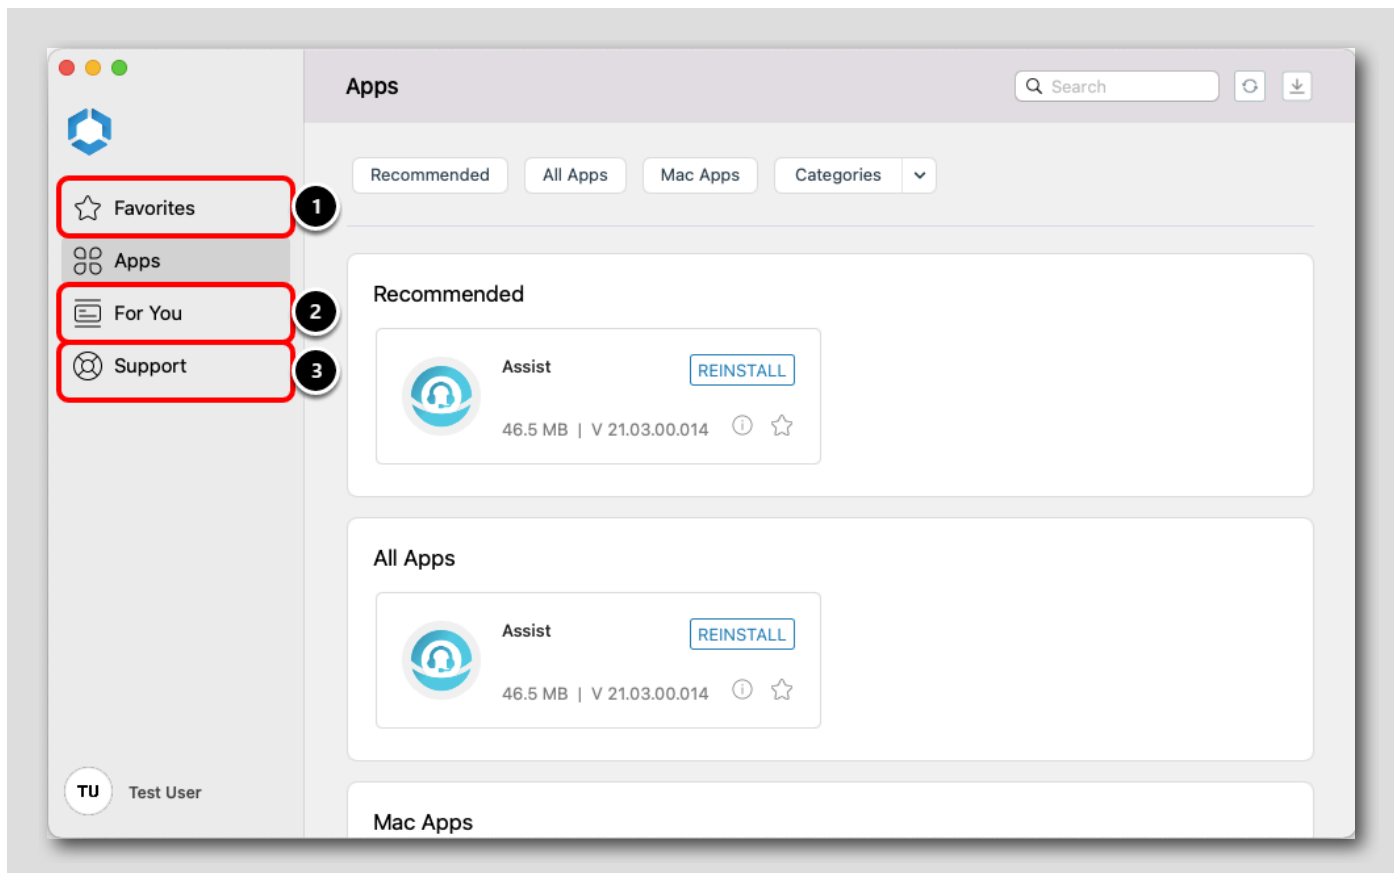 Apps
Search
Favorites
1
Apps
For You
2
Support
3
Recommended
All Apps
Mac Apps
Categories
Recommended
Assist
REINSTALL
46.5 MB | V 21.03.00.014
All Apps
Assist
REINSTALL
46.5 MB | V 21.03.00.014
Mac Apps
TU
Test User